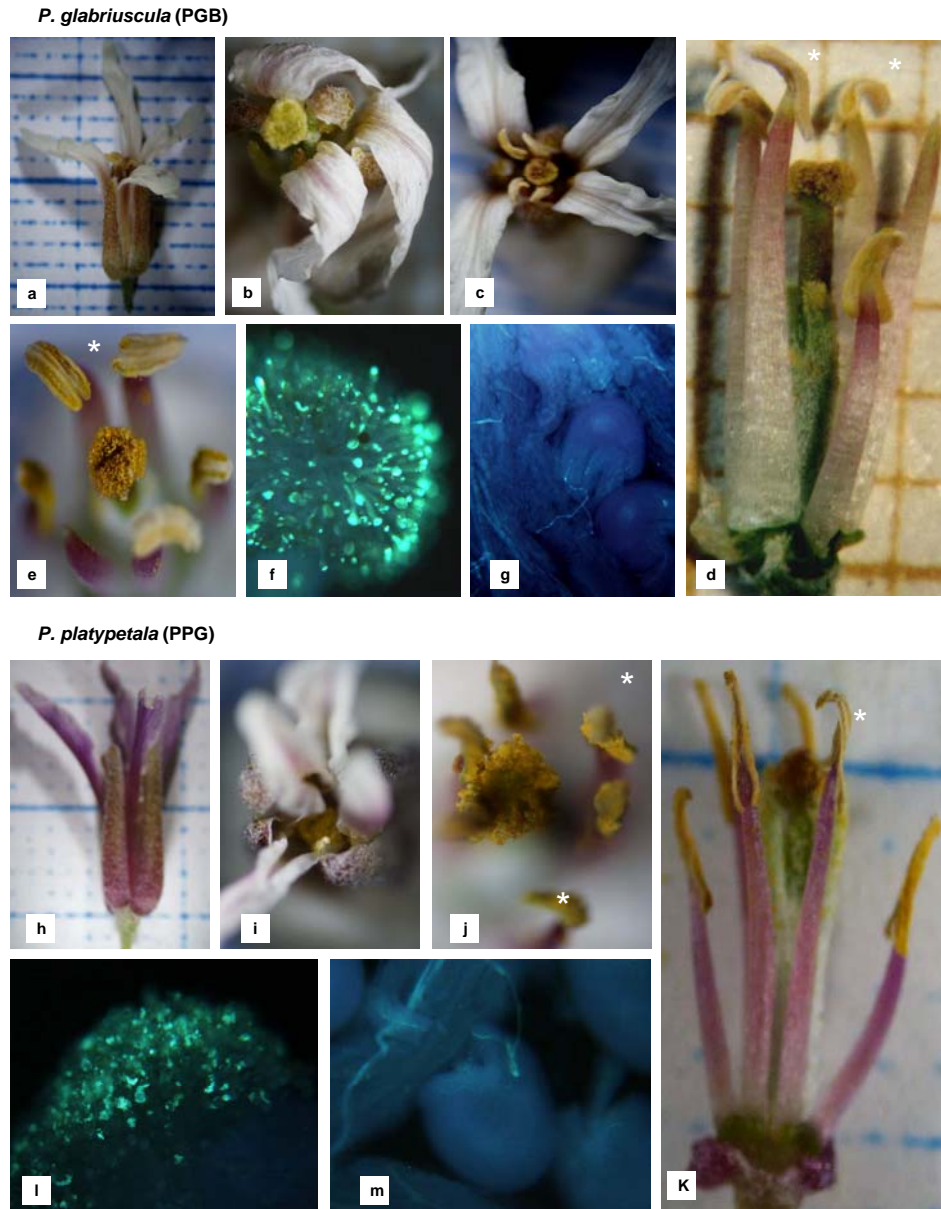 P. glabriuscula (PGB)
a
b
c
d
*
*
e
*
f
g
P. platypetala (PPG)
h
i
j
*
*
K
*
l
m